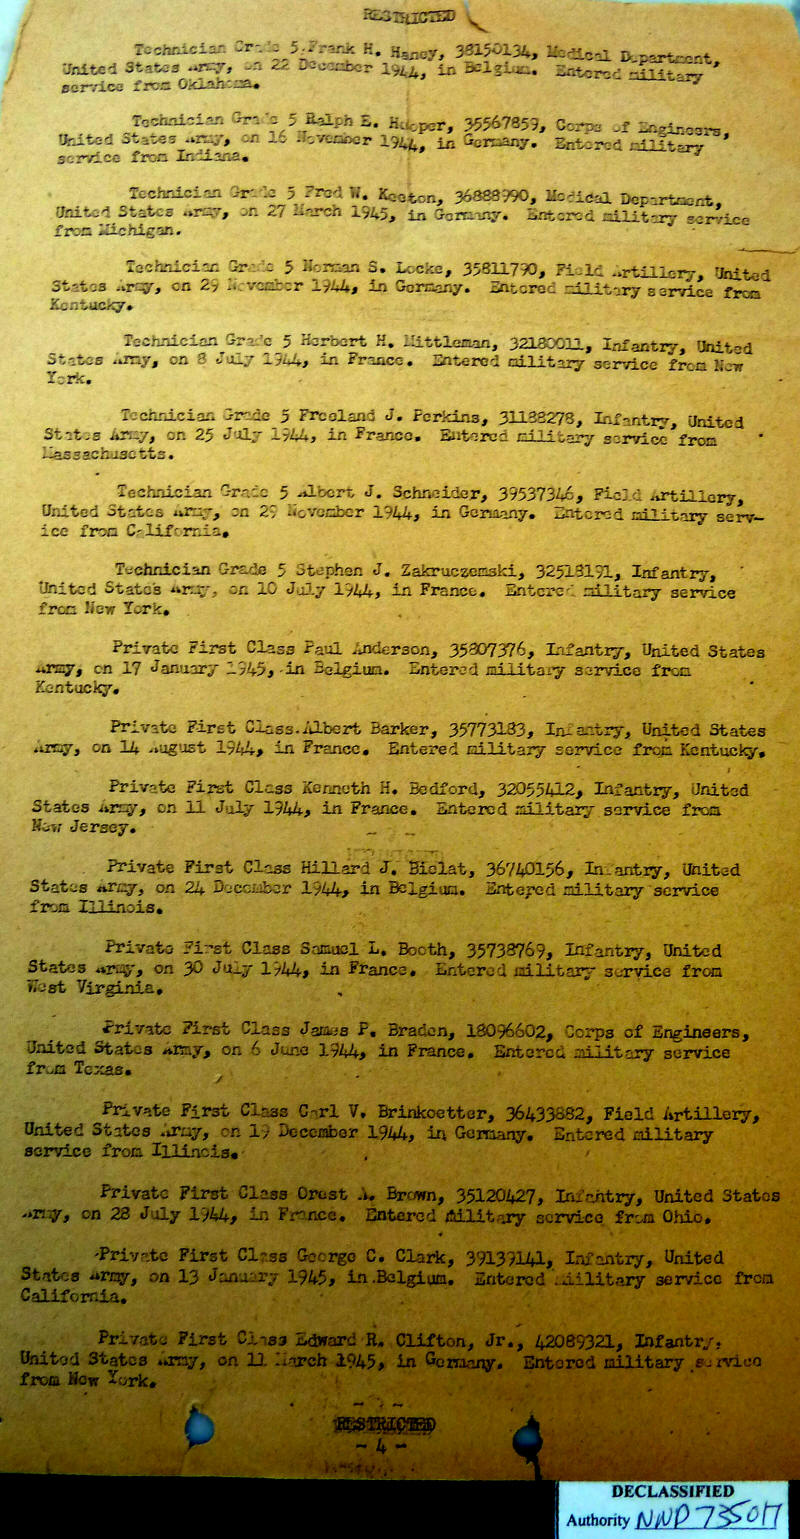 RESTRICTED
Technician Grade 5 Frank H. Haney, 38150134, Medical Department,
United States Army, on 22 December 1944, in Belgium. Entered military
service from Oklahoma.
Technician Grade 5 Ralph E. Hooper, 35567859, Corps of Engineers,
United States Army, on 16 November 1944, in Germany. Entered military
service from Indiana.
Technician Grade 5 Fred W. Keeton, 36888990, Medical Department,
United States Army, on 27 March 1945, in Germany. Entered military service
from Michigan.
Technician Grade 5 Norman S. Locke, 35811790, Field Artillery, United
States Army, on 29 November 1944, in Germany. Entered military service from
Kentucky.
Technician Grade 5 Herbert H. Mittleman, 32180011, Infantry, United
States Army, on 8 July 1944, in France. Entered military service from New
York.
Technician Grade 5 Freeland J. Perkins, 31188278, Infantry, United
States Army, on 25 July 1944, in France. Entered military service from
Massachusetts.
Technician Grade 5 Albert J. Schneider, 39537346, Field Artillery,
United States Army, on 29 November 1944, in Germany. Entered military serv-
ice from California.
Technician Grade 5 Stephen J. Zakruczemski, 32518191, Infantry,
United States Army, on 10 July 1944, in France. Entered military service
from New York.
Private First Class Paul Anderson, 35807376, Infantry, United States
Army, on 17 January 1945, in Belgium. Entered military service from
Kentucky.
Private First Class Albert Barker, 35773183, Infantry, United States
Army, on 14 August 1944, in France. Entered military service from Kentucky.
Private First Class Kenneth H. Bedford, 32055412, Infantry, United
States Army, on 11 July 1944, in France. Entered military service from
New Jersey.
Private First Class Hillard J. Bielat, 36740156, Infantry, United
States Army, on 24 December 1944, in Belgium. Entered military service
from Illinois.
Private First Class Samuel L. Booth, 35738769, Infantry, United
States Army, on 30 July 1944, in France. Entered military service from
West Virginia.
Private First Class James P. Braden, 18096602, Corps of Engineers,
United States Army, on 6 June 1944, in France. Entered military service
from Texas.
Private First Class Carl V. Brinkoetter, 36433882, Field Artillery,
United States Army, on 19 December 1944, in Germany. Entered military
service from Illinois.
Private First Class Orest A. Brown, 35120427, Infantry, United States
Army, on 28 July 1944, in France. Entered military service from Ohio.
Private First Class George C. Clark, 39139141, Infantry, United
States Army, on 13 January 1945, in Belgium. Entered military service from
California.
Private First Class Edward R. Clifton, Jr., 42089321, Infantry,
United States Army, on 11 March 1945, in Germany. Entered military service
from New York.
RESTRICTED
- 4 -
DECLASSIFIED
Authority NND 735017